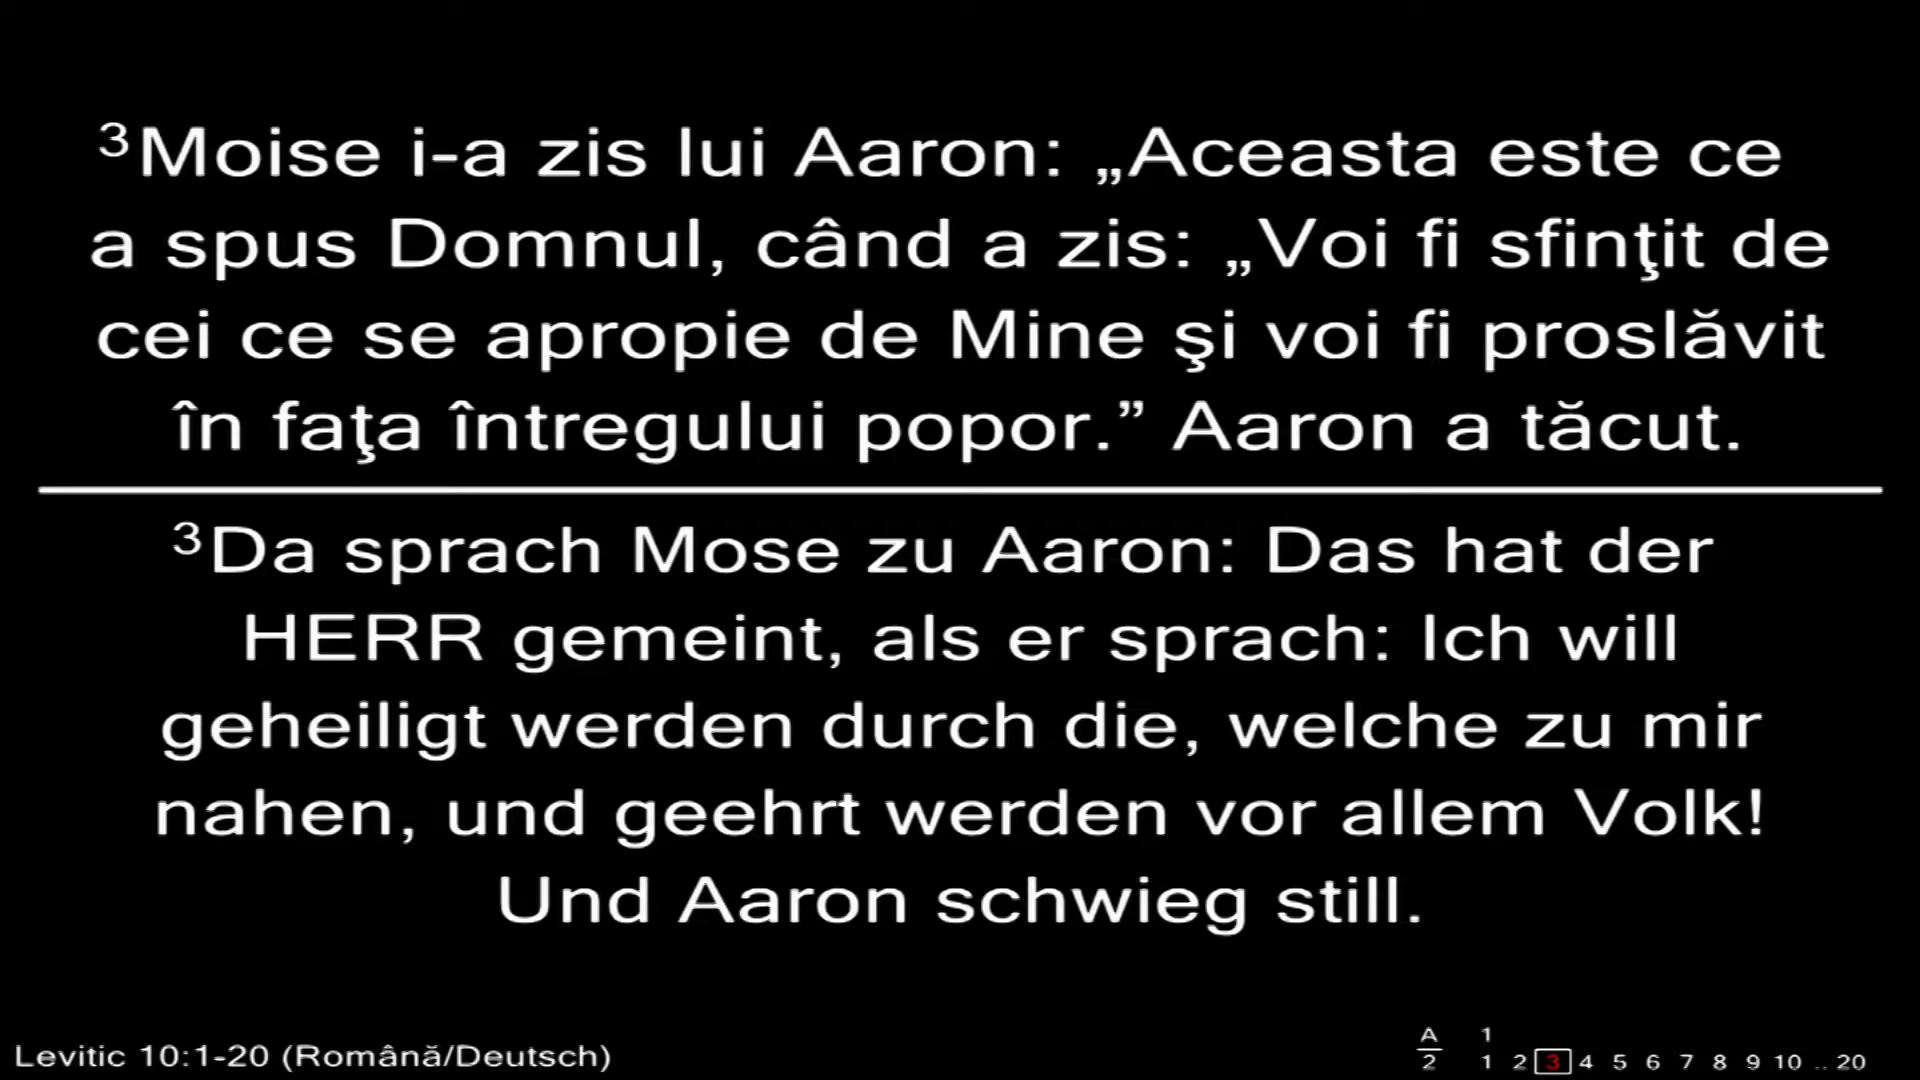 ³Moise i-a zis lui Aaron: „Aceasta este ce
a spus Domnul, când a zis: „Voi fi sfinţit de
cei ce se apropie de Mine şi voi fi proslăvit
în faţa întregului popor.” Aaron a tăcut.
³Da sprach Mose zu Aaron: Das hat der
HERR gemeint, als er sprach: Ich will
geheiligt werden durch die, welche zu mir
nahen, und geehrt werden vor allem Volk!
Und Aaron schwieg still.
Levitic 10:1-20 (Română/Deutsch)
A 1
2 1 2 3 4 5 6 7 8 9 10 .. 20